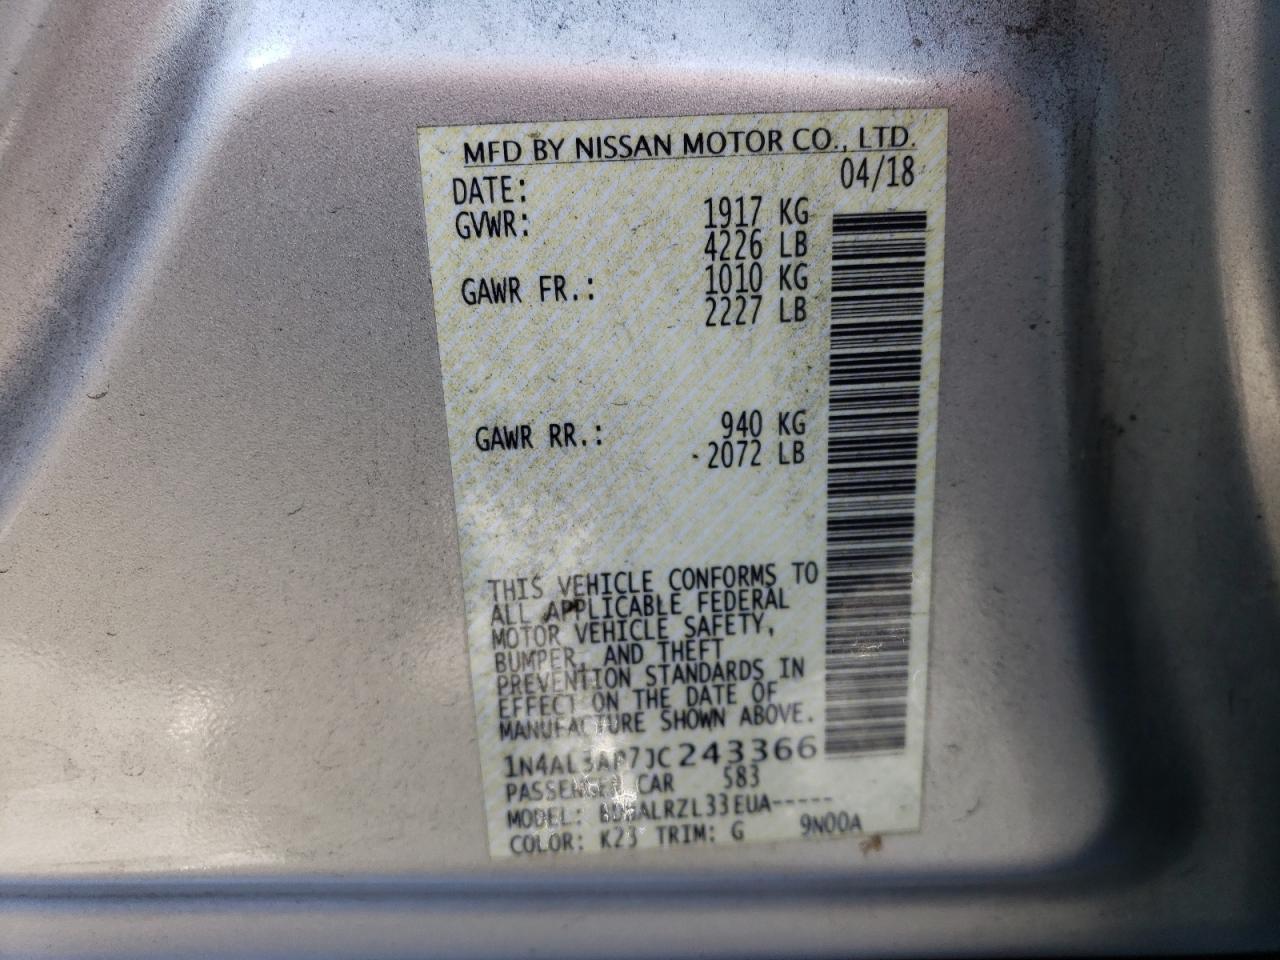 MFD BY NISSAN MOTOR CO., LTD.
DATE: 04/18
GVWR: 1917 KG
4226 LB
GAWR FR.: 1010 KG
2227 LB
GAWR RR.: 940 KG
2072 LB
THIS VEHICLE CONFORMS TO
ALL APPLICABLE FEDERAL
MOTOR VEHICLE SAFETY,
BUMPER, AND THEFT
PREVENTION STANDARDS IN
EFFECT ON THE DATE OF
MANUFACTURE SHOWN ABOVE.
1N4AL3AP7JC243366
PASSENGER CAR 583
MODEL:
COLOR: K23 TRIM: G 9N00A